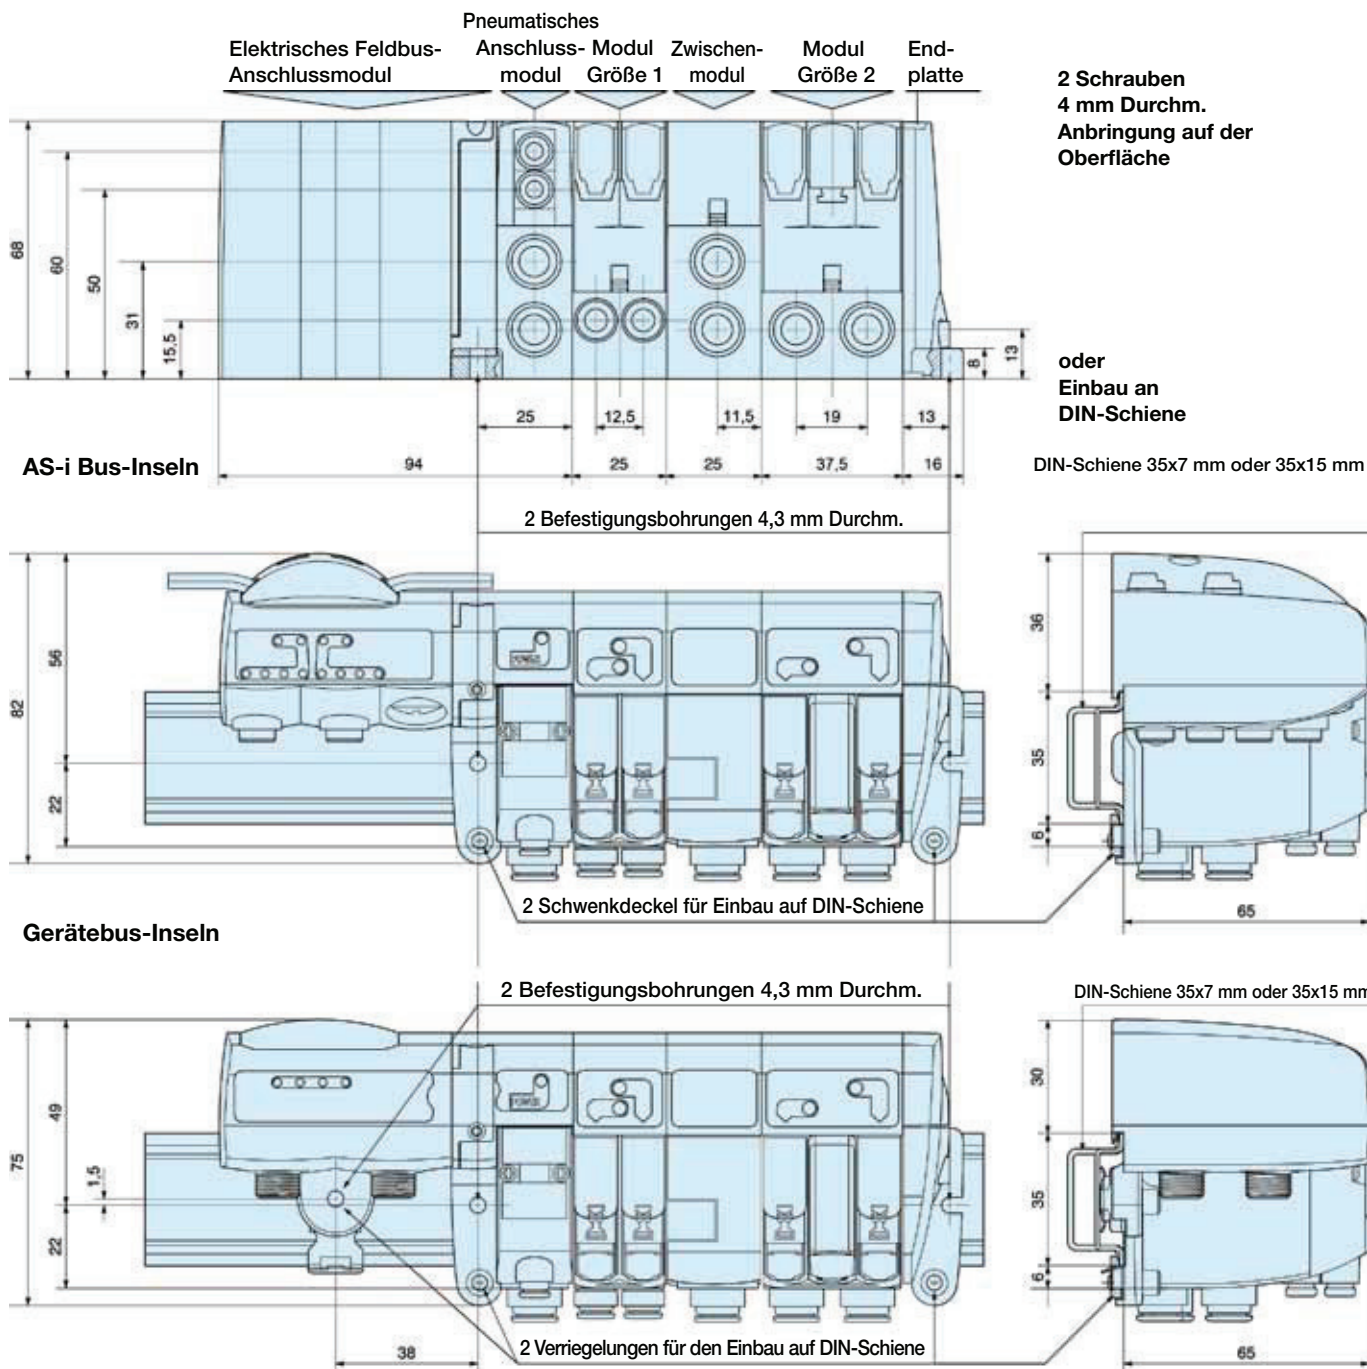 Pneumatisches
Elektrisches Feldbus-
Anschlussmodul
Anschluss-
modul
Modul
Größe 1
Zwischen-
modul
Modul
Größe 2
End-
platte
2 Schrauben
4 mm Durchm.
Anbringung auf der
Oberfläche
68
60
50
31
15,5
8
13
oder
Einbau an
DIN-Schiene
25
12,5
11,5
19
13
AS-i Bus-Inseln
94
25
25
37,5
16
DIN-Schiene 35x7 mm oder 35x15 mm
2 Befestigungsbohrungen 4,3 mm Durchm.
82
56
22
POWER
36
35
6
2 Schwenkdeckel für Einbau auf DIN-Schiene
65
Gerätebus-Inseln
2 Befestigungsbohrungen 4,3 mm Durchm.
DIN-Schiene 35x7 mm oder 35x15 mm
75
49
1,5
22
POWER
30
35
6
2 Verriegelungen für den Einbau auf DIN-Schiene
38
65